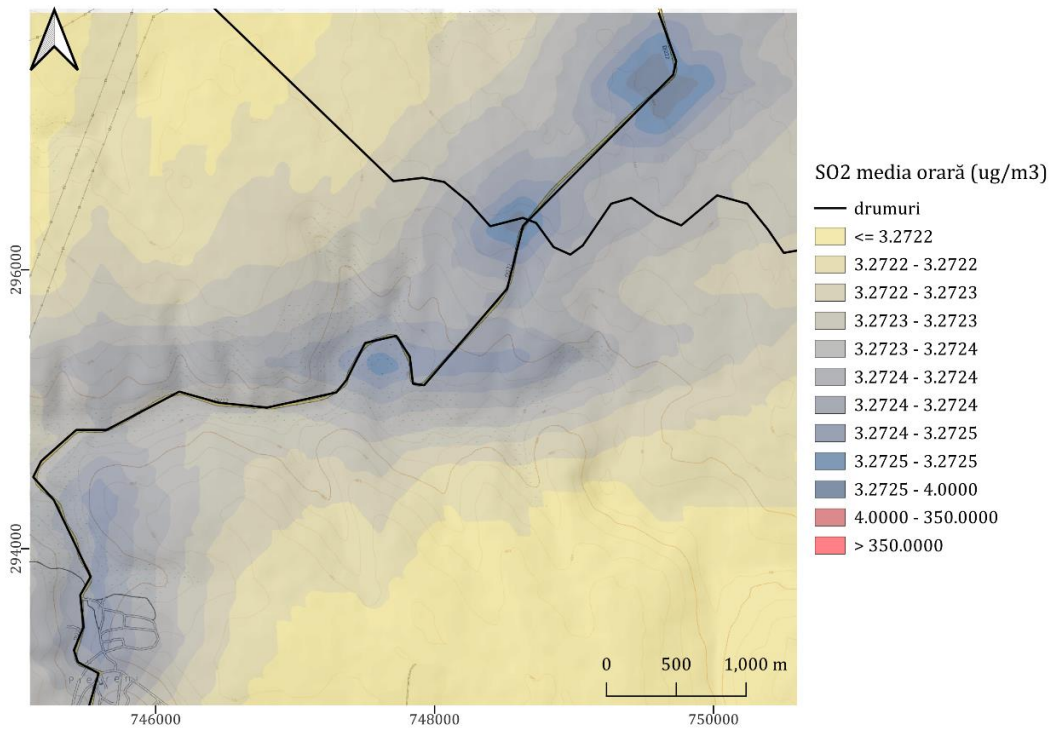 SO2 media orară (ug/m3)
drumuri
<= 3.2722
3.2722 - 3.2722
3.2722 - 3.2723
3.2723 - 3.2723
3.2723 - 3.2724
3.2724 - 3.2724
3.2724 - 3.2724
3.2724 - 3.2725
3.2725 - 3.2725
3.2725 - 4.0000
4.0000 - 350.0000
> 350.0000
296000
294000
0 500 1,000 m
746000 748000 750000